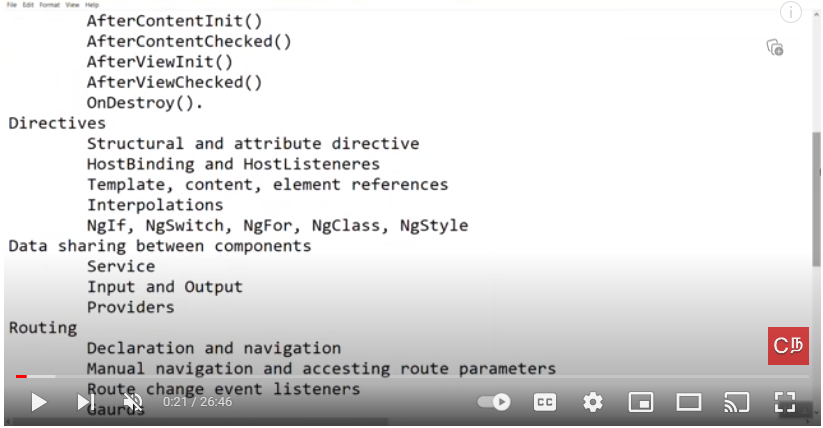 File Edit Format View Help
AfterContentInit()
AfterContentChecked()
AfterViewInit()
AfterViewChecked()
OnDestroy().
Directives
Structural and attribute directive
HostBinding and HostListeneres
Template, content, element references
Interpolations
NgIf, NgSwitch, NgFor, NgClass, NgStyle
Data sharing between components
Service
Input and Output
Providers
Routing
Declaration and navigation
Manual navigation and accesting route parameters
Route change event listeners
0:21 / 26:46
CC